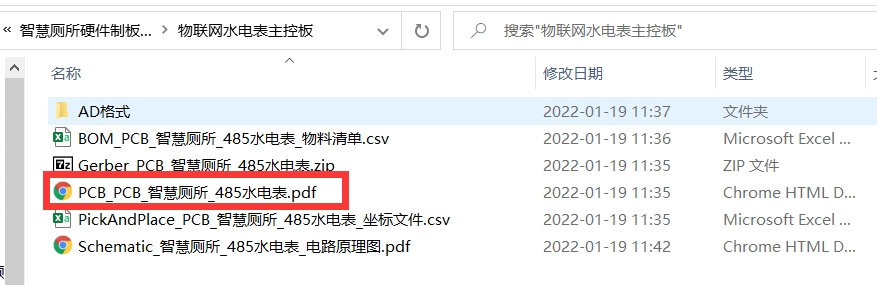 « 智慧厕所硬件制板... > 物联网水电表主控板 搜索"物联网水电表主控板"
名称 修改日期 类型
AD格式 2022-01-19 11:37 文件夹
BOM_PCB_智慧厕所_485水电表_物料清单.csv 2022-01-19 11:36 Microsoft Excel ...
Gerber_PCB_智慧厕所_485水电表.zip 2022-01-19 11:35 ZIP 文件
PCB_PCB_智慧厕所_485水电表.pdf 2022-01-19 11:35 Chrome HTML D...
PickAndPlace_PCB_智慧厕所_485水电表_坐标文件.csv 2022-01-19 11:35 Microsoft Excel ...
Schematic_智慧厕所_485水电表_电路原理图.pdf 2022-01-19 11:42 Chrome HTML D...